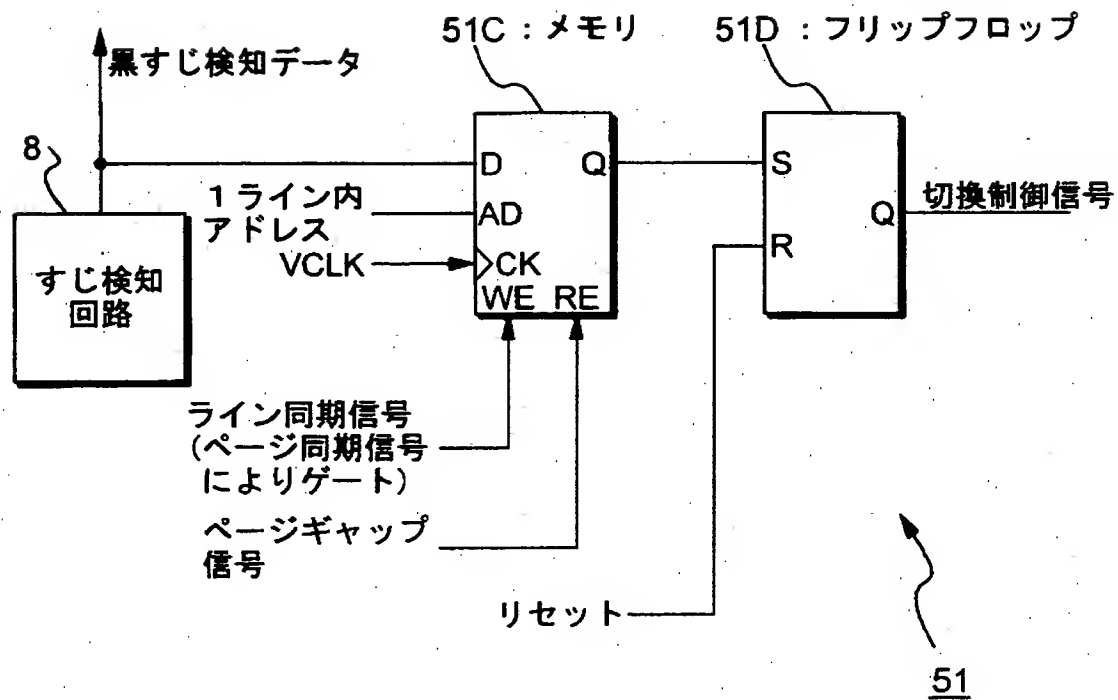 51C：メモリ
51D：フリップフロップ
黒すじ検知データ
8
D
Q
S
１ライン内
アドレス
AD
切換制御信号
Q
R
VCLK
CK
WE RE
すじ検知
回路
ライン同期信号
(ページ同期信号
によりゲート)
ページギャップ
信号
リセット
51